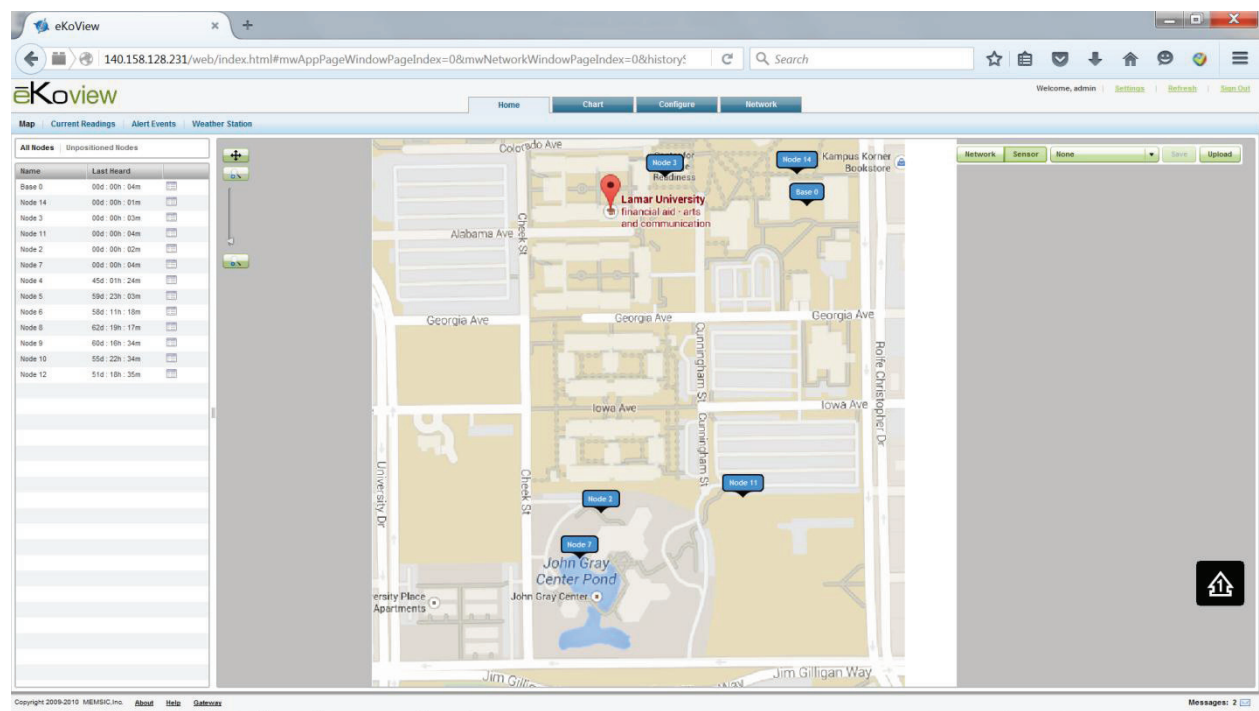 eKoView
140.158.128.231/web/index.html#mwAppPageWindowPageIndex=0&mwNetworkWindowPageIndex=0&history!
Search
ēKoview
Welcome, admin | Settings | Refresh | Sign Out
Home Chart Configure Network
Map Current Readings Alert Events Weather Station
All Nodes Unpositioned Nodes
Name Last Heard
Base 0 00d : 00h : 04m
Node 14 00d : 00h : 01m
Node 3 00d : 00h : 03m
Node 11 00d : 00h : 04m
Node 2 00d : 00h : 02m
Node 7 00d : 00h : 04m
Node 4 45d : 01h : 24m
Node 5 59d : 23h : 03m
Node 6 58d : 11h : 18m
Node 8 62d : 19h : 17m
Node 9 60d : 16h : 34m
Node 10 55d : 22h : 34m
Node 12 51d : 18h : 35m
Network Sensor None Save Upload
Colorado Ave
Node 3
Readiness
Node 14
Kampus Korner
Bookstore
Base 0
Lamar University
financial aid - arts
and communication
Cheek St
Alabama Ave
Georgia Ave
Georgia Ave
Georgia Ave
Cunningham St
Rolfe Christopher Dr
Iowa Ave
Iowa Ave
Cunningham St
University Dr
Cheek St
Node 11
Node 2
Node 7
John Gray
Center Pond
John Gray Center
ersity Place
Apartments
Jim Gilligan Way
1
Copyright 2009-2010 MEMSIC,Inc. About Help Gateway
Messages: 2